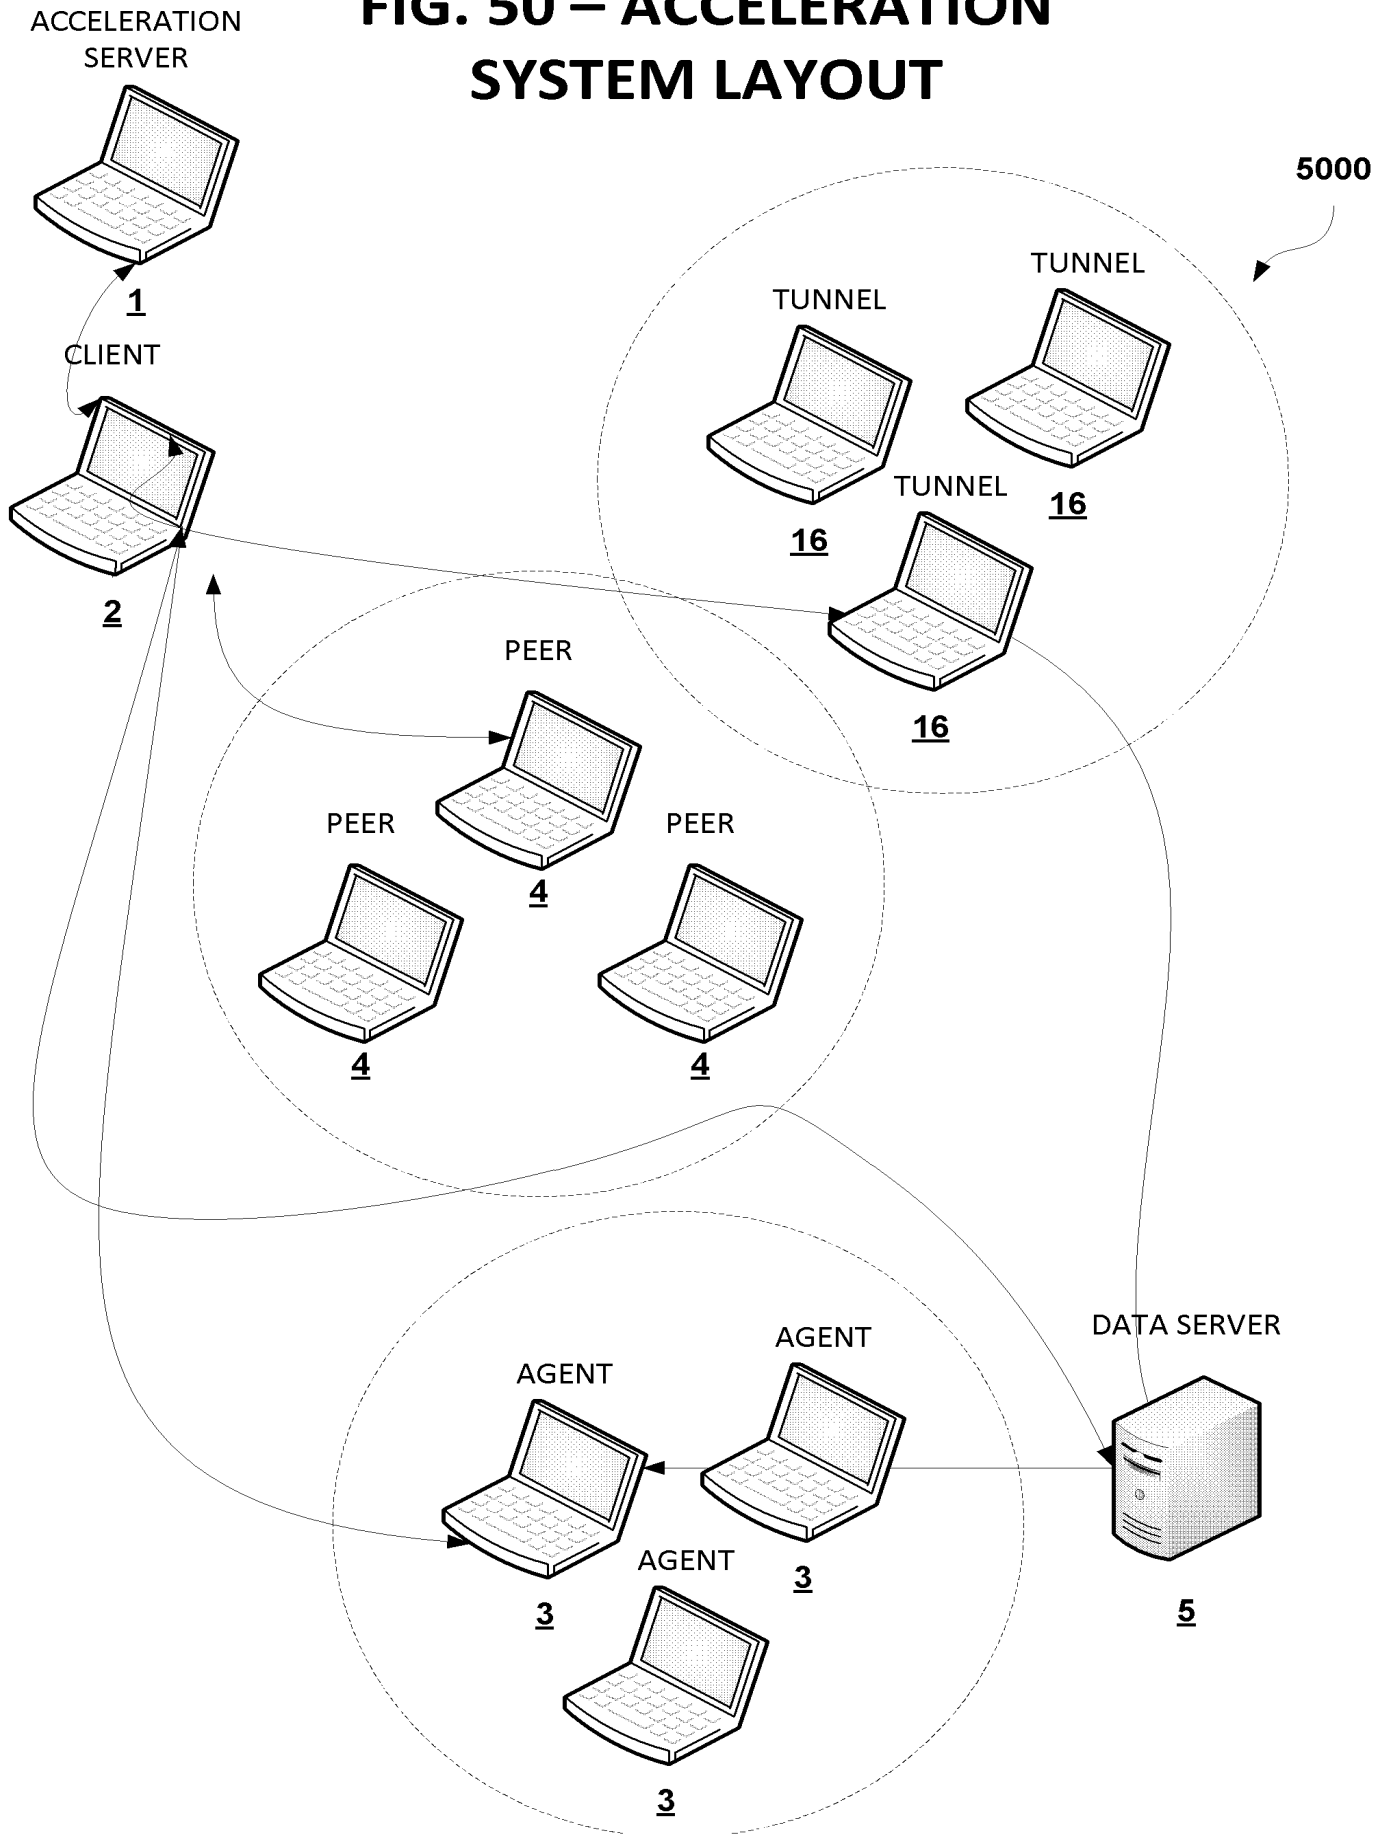 FIG. 50 – ACCELERATION
SYSTEM LAYOUT
ACCELERATION
SERVER
1
5000
CLIENT
2
TUNNEL
16
TUNNEL
16
TUNNEL
16
PEER
4
PEER
4
PEER
4
DATA SERVER
5
AGENT
3
AGENT
3
AGENT
3